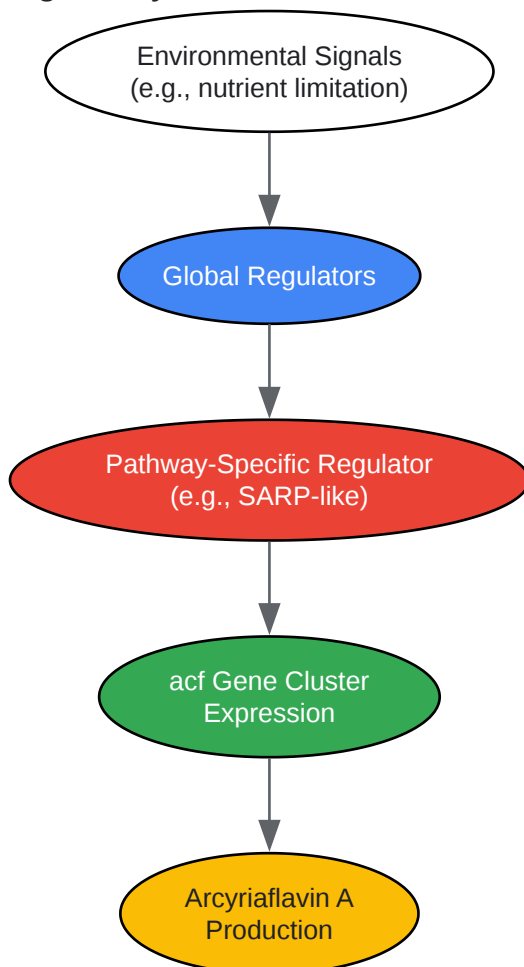 Environmental Signals
(e.g., nutrient limitation)
Global Regulators
Pathway-Specific Regulator
(e.g., SARP-like)
acf Gene Cluster
Expression
Arcyriaflavin A
Production